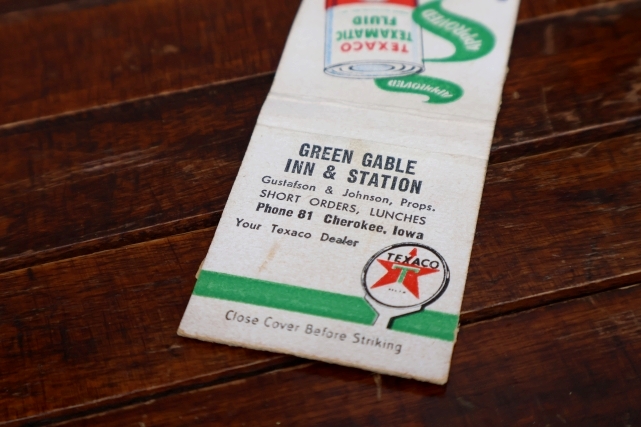 TEXACO
TEXAMATIC
FLUID
APPROVED
APPROVED
GREEN GABLE
INN & STATION
Gustafson & Johnson, Props.
SHORT ORDERS, LUNCHES
Phone 81 Cherokee, Iowa
Your Texaco Dealer
TEXACO
T
Close Cover Before Striking